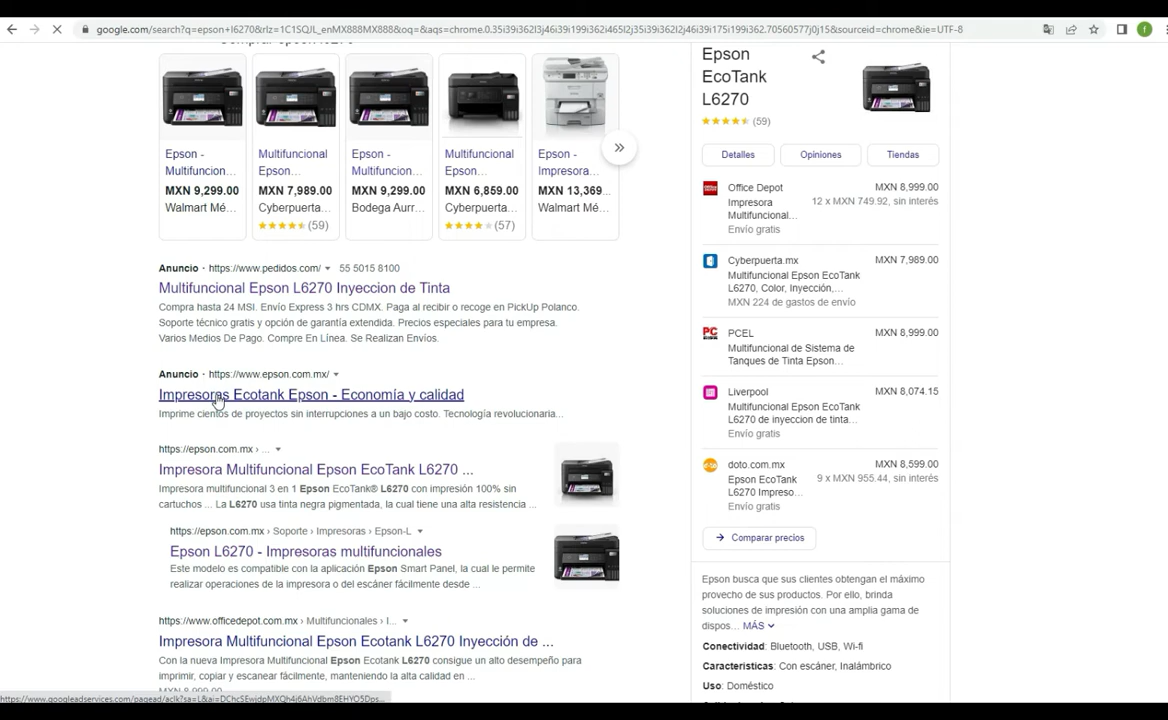 google.com/search?q=epson+l6270&rlz=1C1SQJL_enMX888MX888&oq=&aqs=chrome.0.35i39i362l3j46i39i199i362i465l2j35i39i362j46i39i175i199i362.70560577j0j15&sourceid=chrome&ie=UTF-8
Epson -
Multifuncion...
MXN 9,299.00
Walmart Mé...
Multifuncional
Epson...
MXN 7,989.00
Cyberpuerta...
(59)
Epson -
Multifuncion...
MXN 9,299.00
Bodega Aurr...
Multifuncional
Epson...
MXN 6,859.00
Cyberpuerta...
(57)
Epson -
Impresora...
MXN 13,369...
Walmart Mé...
Anuncio · https://www.pedidos.com/ 55 5015 8100
Multifuncional Epson L6270 Inyeccion de Tinta
Compra hasta 24 MSI. Envío Express 3 hrs CDMX. Paga al recibir o recoge en PickUp Polanco.
Soporte técnico gratis y opción de garantía extendida. Precios especiales para tu empresa.
Varios Medios De Pago. Compre En Línea. Se Realizan Envíos.
Anuncio · https://www.epson.com.mx/
Impresoras Ecotank Epson - Economía y calidad
Imprime cientos de proyectos sin interrupciones a un bajo costo. Tecnología revolucionaria...
https://epson.com.mx › ...
Impresora Multifuncional Epson EcoTank L6270 ...
Impresora multifuncional 3 en 1 Epson EcoTank® L6270 con impresión 100% sin
cartuchos ... La L6270 usa tinta negra pigmentada, la cual tiene una alta resistencia ...
https://epson.com.mx › Soporte › Impresoras › Epson-L
Epson L6270 - Impresoras multifuncionales
Este modelo es compatible con la aplicación Epson Smart Panel, la cual le permite
realizar operaciones de la impresora o del escáner fácilmente desde ...
https://www.officedepot.com.mx › Multifuncionales › I...
Impresora Multifuncional Epson Ecotank L6270 Inyección de ...
Con la nueva Impresora Multifuncional Epson Ecotank L6270 consigue un alto desempeño para
imprimir, copiar y escanear fácilmente, manteniendo la alta calidad en ...
MXN 8,999.00
Epson
EcoTank
L6270
(59)
Detalles
Opiniones
Tiendas
Office Depot MXN 8,999.00
Impresora 12 x MXN 749.92, sin interés
Multifuncional...
Envío gratis
Cyberpuerta.mx MXN 7,989.00
Multifuncional Epson EcoTank
L6270, Color, Inyección,...
MXN 224 de gastos de envío
PCEL MXN 8,999.00
Multifuncional de Sistema de
Tanques de Tinta Epson...
Liverpool MXN 8,074.15
Multifuncional Epson EcoTank
L6270 de inyeccion de tinta...
Envío gratis
doto.com.mx MXN 8,599.00
Epson EcoTank 9 x MXN 955.44, sin interés
L6270 Impreso...
Envío gratis
Comparar precios
Epson busca que sus clientes obtengan el máximo
provecho de sus productos. Por ello, brinda
soluciones de impresión con una amplia gama de
dispos... MÁS
Conectividad: Bluetooth, USB, Wi-fi
Características: Con escáner, Inalámbrico
Uso: Doméstico